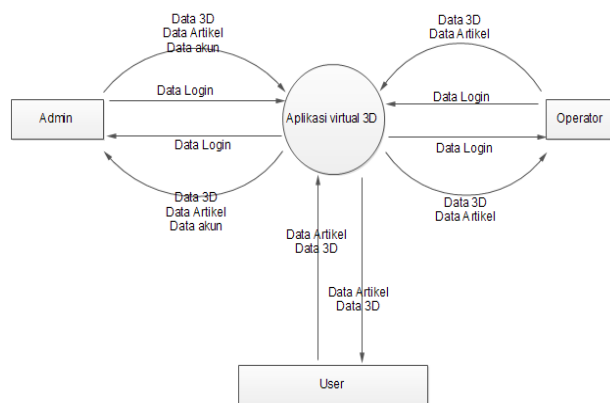 Data 3D
Data Artikel
Data akun
Data 3D
Data Artikel
Data Login
Data Login
Admin
Aplikasi virtual 3D
Operator
Data Login
Data Login
Data 3D
Data Artikel
Data akun
Data 3D
Data Artikel
Data Artikel
Data 3D
Data Artikel
Data 3D
User